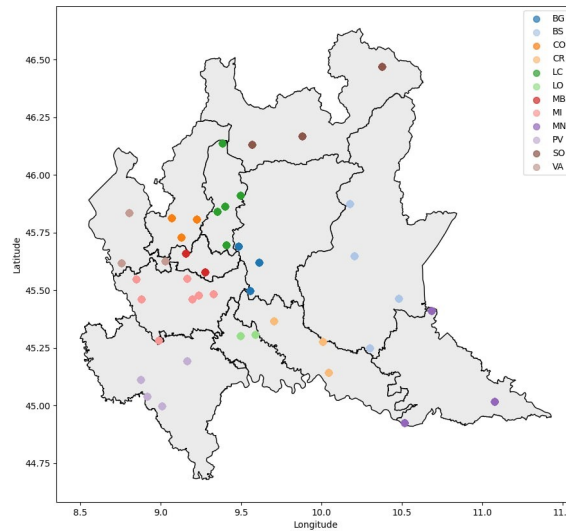 BG
BS
CO
CR
LC
LO
MB
MI
MN
PV
SO
VA
46.50
46.25
46.00
45.75
45.50
45.25
45.00
44.75
Latitude
8.5 9.0 9.5 10.0 10.5 11.0 11.
Longitude